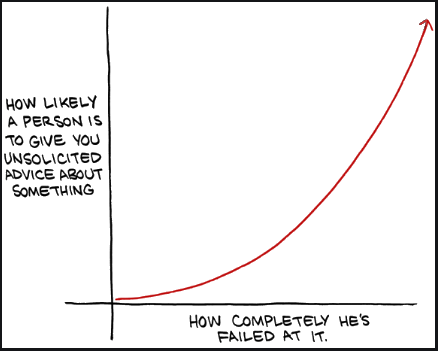 HOW LIKELY
A PERSON IS
TO GIVE YOU
UNSOLICITED
ADVICE ABOUT
SOMETHING
HOW COMPLETELY HE'S
FAILED AT IT.